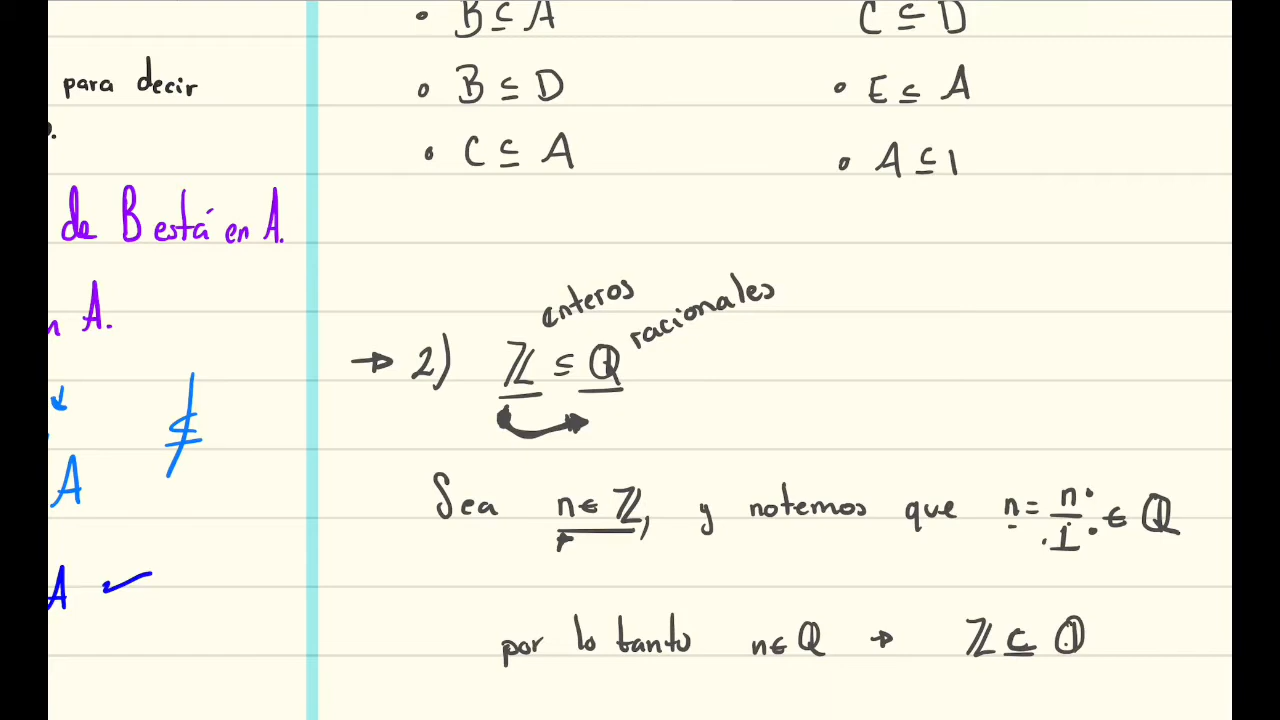 • B ⊆ A C ⊆ D
• B ⊆ D • E ⊆ A
• C ⊆ A • A ⊆ 1
para decir
de B está en A.
n A.
⊈
A
A ✓
enteros racionales
→ 2) ℤ ⊆ ℚ
Sea n ∈ ℤ, y notemos que n = n/1 ∈ ℚ
por lo tanto n ∈ ℚ → ℤ ⊆ ℚ